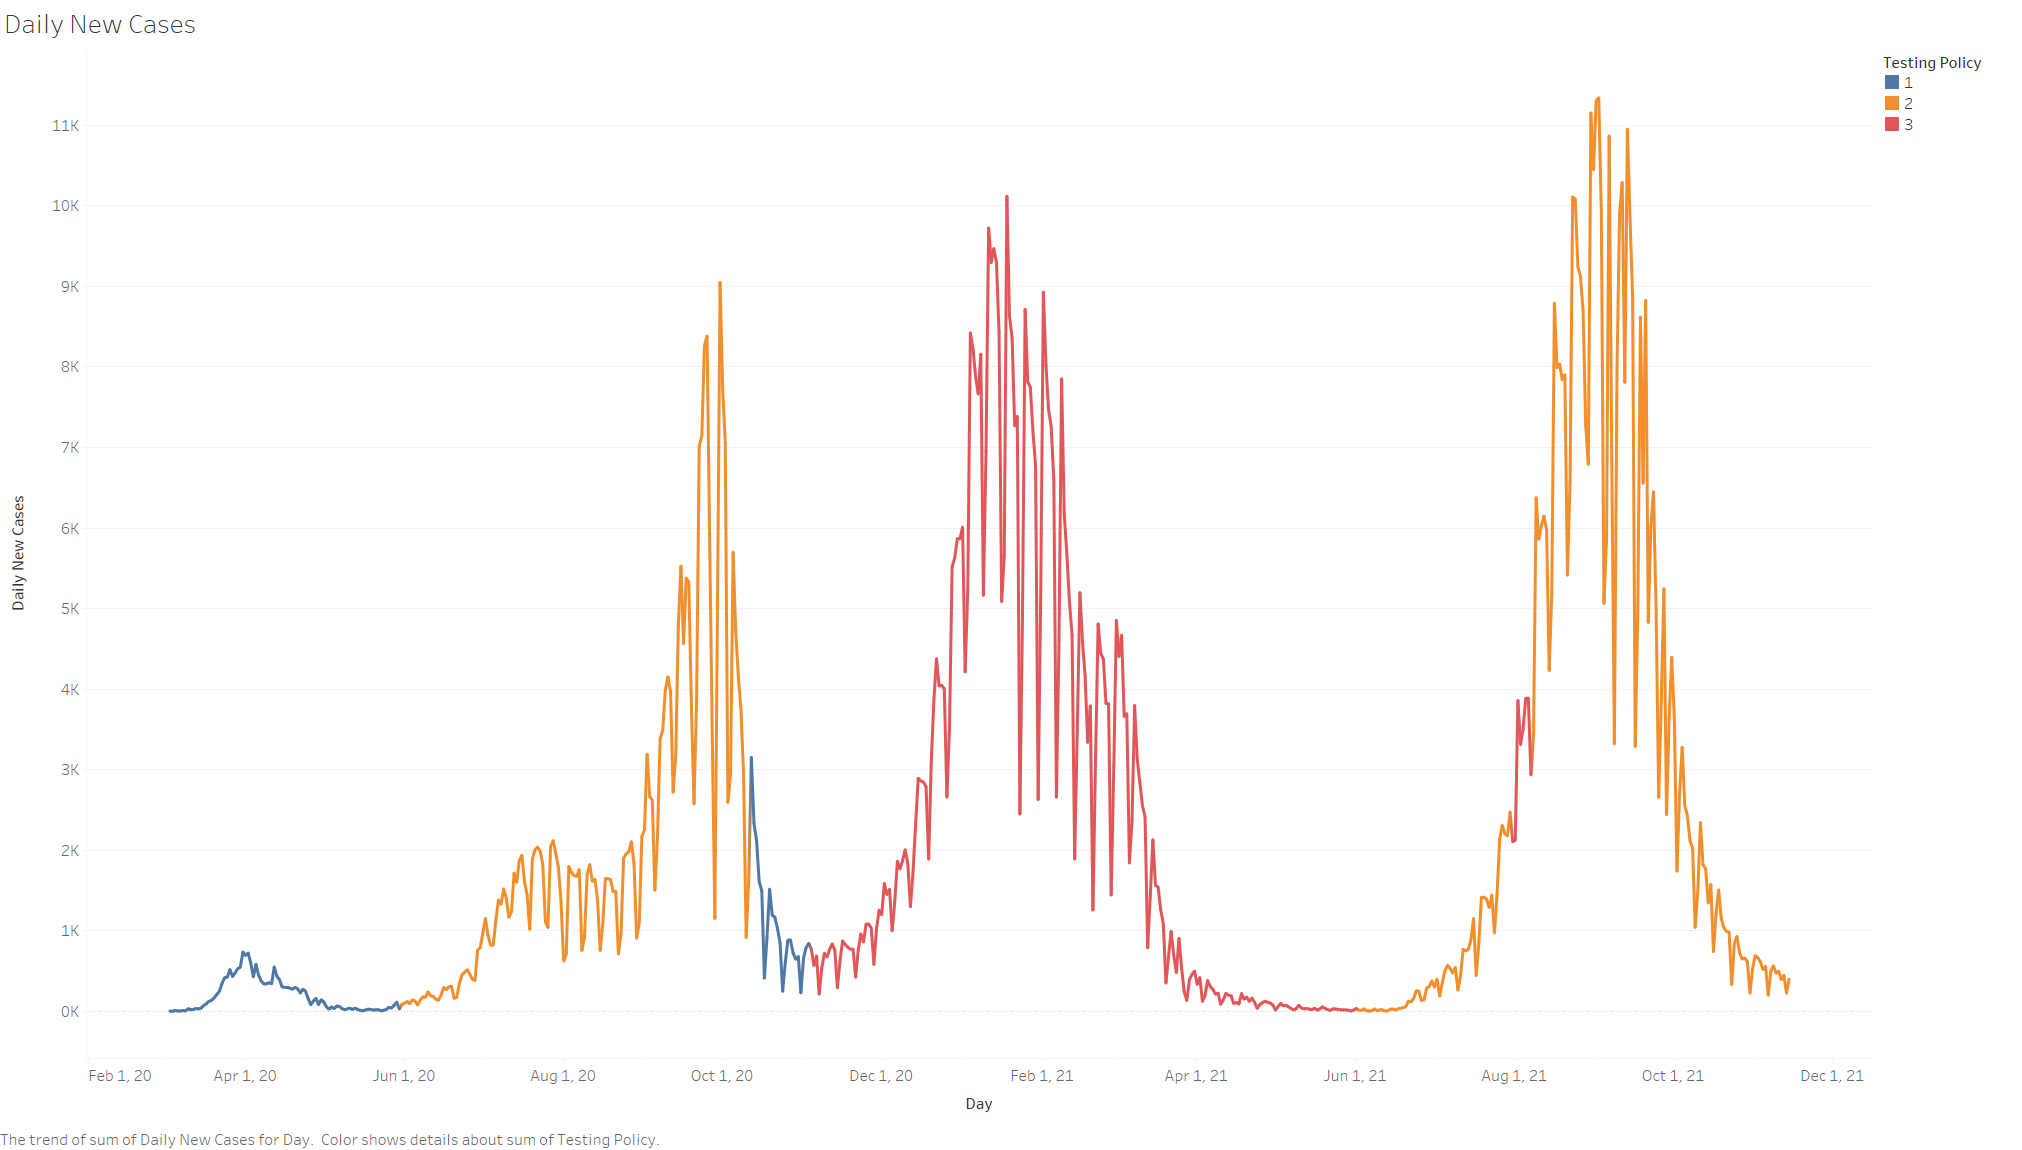 Daily New Cases
Testing Policy
1
2
3
11K
10K
9K
8K
7K
6K
5K
4K
3K
2K
1K
0K
Daily New Cases
Feb 1, 20 Apr 1, 20 Jun 1, 20 Aug 1, 20 Oct 1, 20 Dec 1, 20 Feb 1, 21 Apr 1, 21 Jun 1, 21 Aug 1, 21 Oct 1, 21 Dec 1, 21
Day
The trend of sum of Daily New Cases for Day.  Color shows details about sum of Testing Policy.